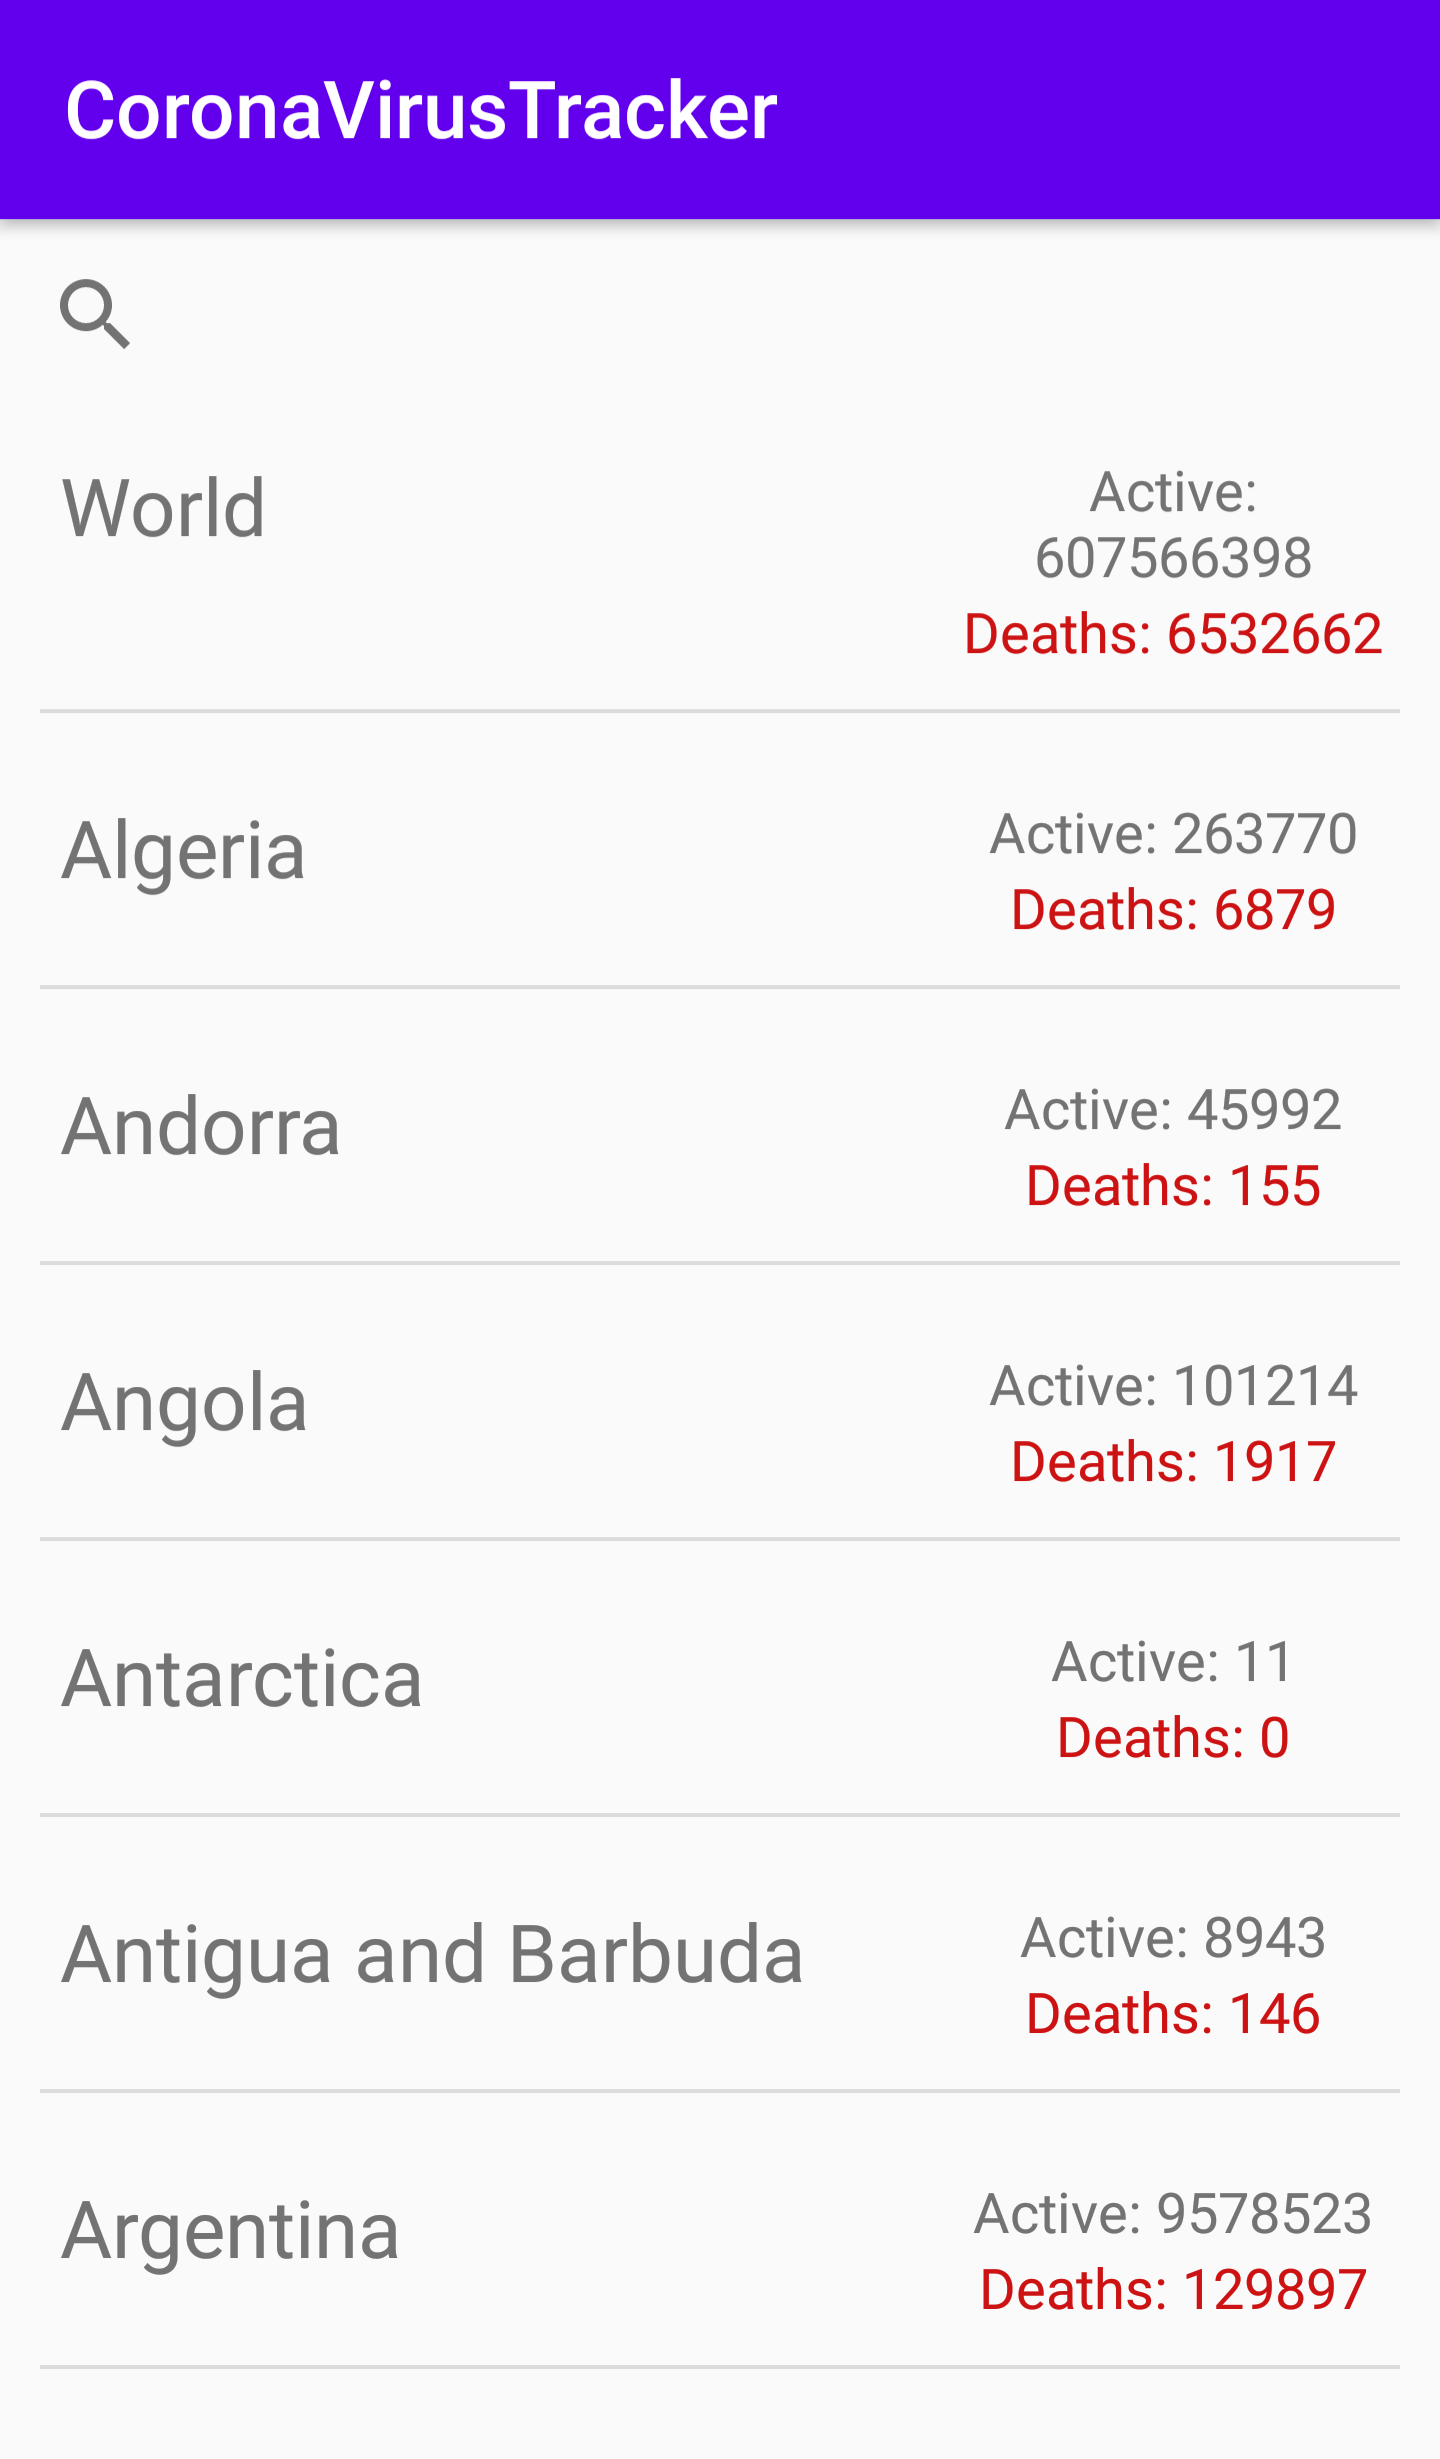 CoronaVirusTracker
World
Active:
607566398
Deaths: 6532662
Algeria
Active: 263770
Deaths: 6879
Andorra
Active: 45992
Deaths: 155
Angola
Active: 101214
Deaths: 1917
Antarctica
Active: 11
Deaths: 0
Antigua and Barbuda
Active: 8943
Deaths: 146
Argentina
Active: 9578523
Deaths: 129897